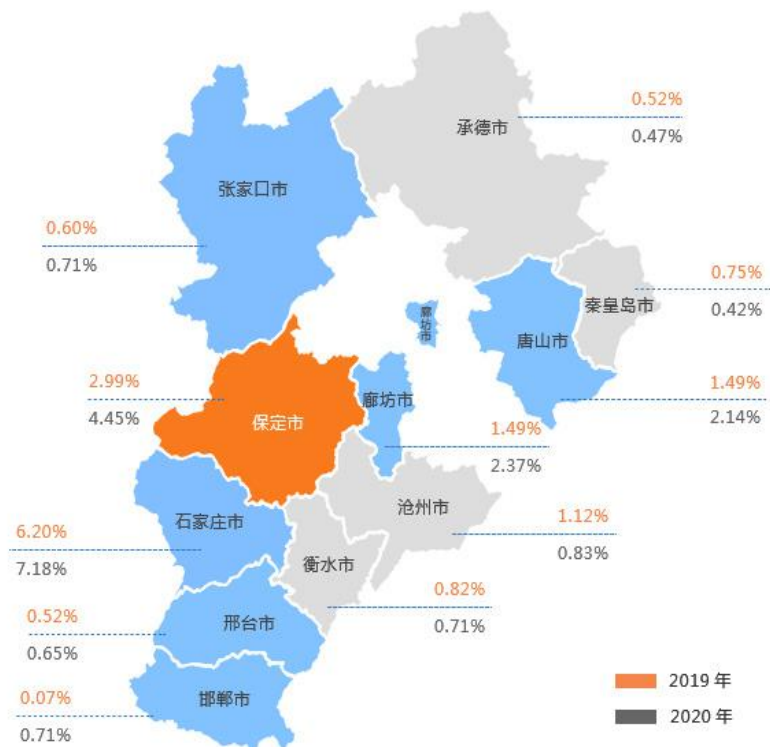 0.52%
承德市
0.47%
张家口市
0.60%
0.71%
0.75%
秦皇岛市
0.42%
廊坊市
唐山市
2.99%
4.45%
保定市
廊坊市
1.49%
2.14%
1.49%
2.37%
沧州市
1.12%
0.83%
石家庄市
6.20%
7.18%
衡水市
0.82%
0.71%
0.52%
0.65%
邢台市
邯郸市
0.07%
0.71%
2019 年
2020 年